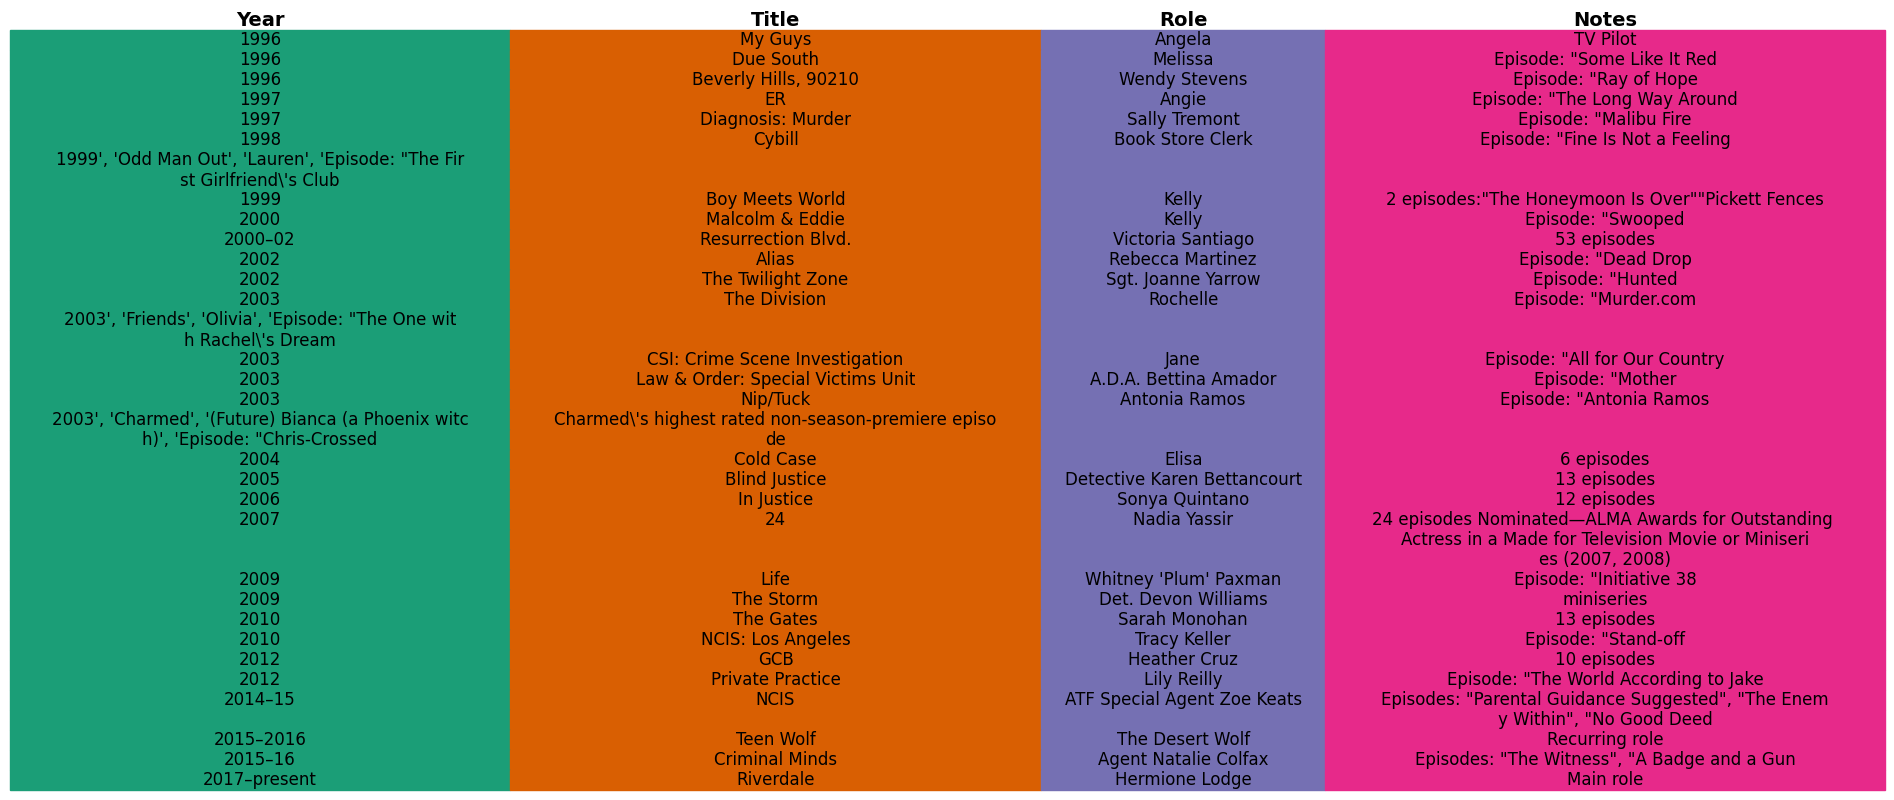 Year Title Role Notes
1996 My Guys Angela TV Pilot
1996 Due South Melissa Episode: "Some Like It Red
1996 Beverly Hills, 90210 Wendy Stevens Episode: "Ray of Hope
1997 ER Angie Episode: "The Long Way Around
1997 Diagnosis: Murder Sally Tremont Episode: "Malibu Fire
1998 Cybill Book Store Clerk Episode: "Fine Is Not a Feeling
1999', 'Odd Man Out', 'Lauren', 'Episode: "The Fir
st Girlfriend\'s Club
1999 Boy Meets World Kelly 2 episodes:"The Honeymoon Is Over""Pickett Fences
2000 Malcolm & Eddie Kelly Episode: "Swooped
2000–02 Resurrection Blvd. Victoria Santiago 53 episodes
2002 Alias Rebecca Martinez Episode: "Dead Drop
2002 The Twilight Zone Sgt. Joanne Yarrow Episode: "Hunted
2003 The Division Rochelle Episode: "Murder.com
2003', 'Friends', 'Olivia', 'Episode: "The One wit
h Rachel\'s Dream
2003 CSI: Crime Scene Investigation Jane Episode: "All for Our Country
2003 Law & Order: Special Victims Unit A.D.A. Bettina Amador Episode: "Mother
2003 Nip/Tuck Antonia Ramos Episode: "Antonia Ramos
2003', 'Charmed', '(Future) Bianca (a Phoenix witc Charmed\'s highest rated non-season-premiere episo
h)', 'Episode: "Chris-Crossed de
2004 Cold Case Elisa 6 episodes
2005 Blind Justice Detective Karen Bettancourt 13 episodes
2006 In Justice Sonya Quintano 12 episodes
2007 24 Nadia Yassir 24 episodes Nominated—ALMA Awards for Outstanding
Actress in a Made for Television Movie or Miniseri
es (2007, 2008)
2009 Life Whitney 'Plum' Paxman Episode: "Initiative 38
2009 The Storm Det. Devon Williams miniseries
2010 The Gates Sarah Monohan 13 episodes
2010 NCIS: Los Angeles Tracy Keller Episode: "Stand-off
2012 GCB Heather Cruz 10 episodes
2012 Private Practice Lily Reilly Episode: "The World According to Jake
2014–15 NCIS ATF Special Agent Zoe Keats Episodes: "Parental Guidance Suggested", "The Enem
y Within", "No Good Deed
2015–2016 Teen Wolf The Desert Wolf Recurring role
2015–16 Criminal Minds Agent Natalie Colfax Episodes: "The Witness", "A Badge and a Gun
2017–present Riverdale Hermione Lodge Main role